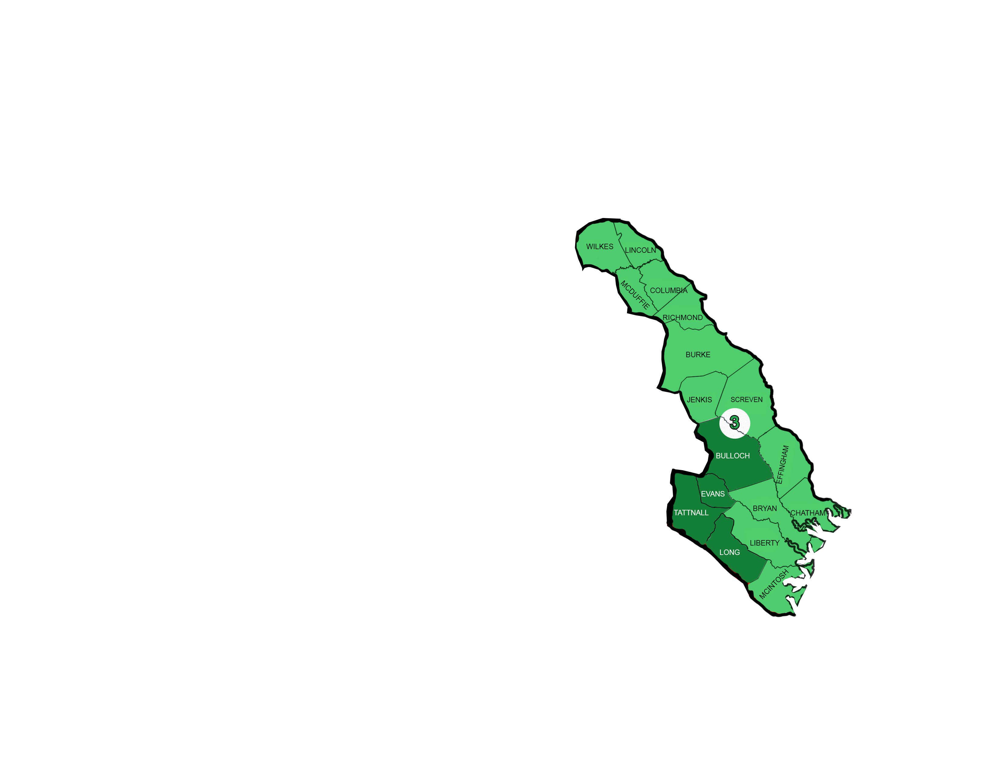 WILKES
LINCOLN
MCDUFFIE
COLUMBIA
RICHMOND
BURKE
JENKIS
SCREVEN
3
BULLOCH
EFFINGHAM
EVANS
TATTNALL
BRYAN
CHATHAM
LIBERTY
LONG
MCINTOSH